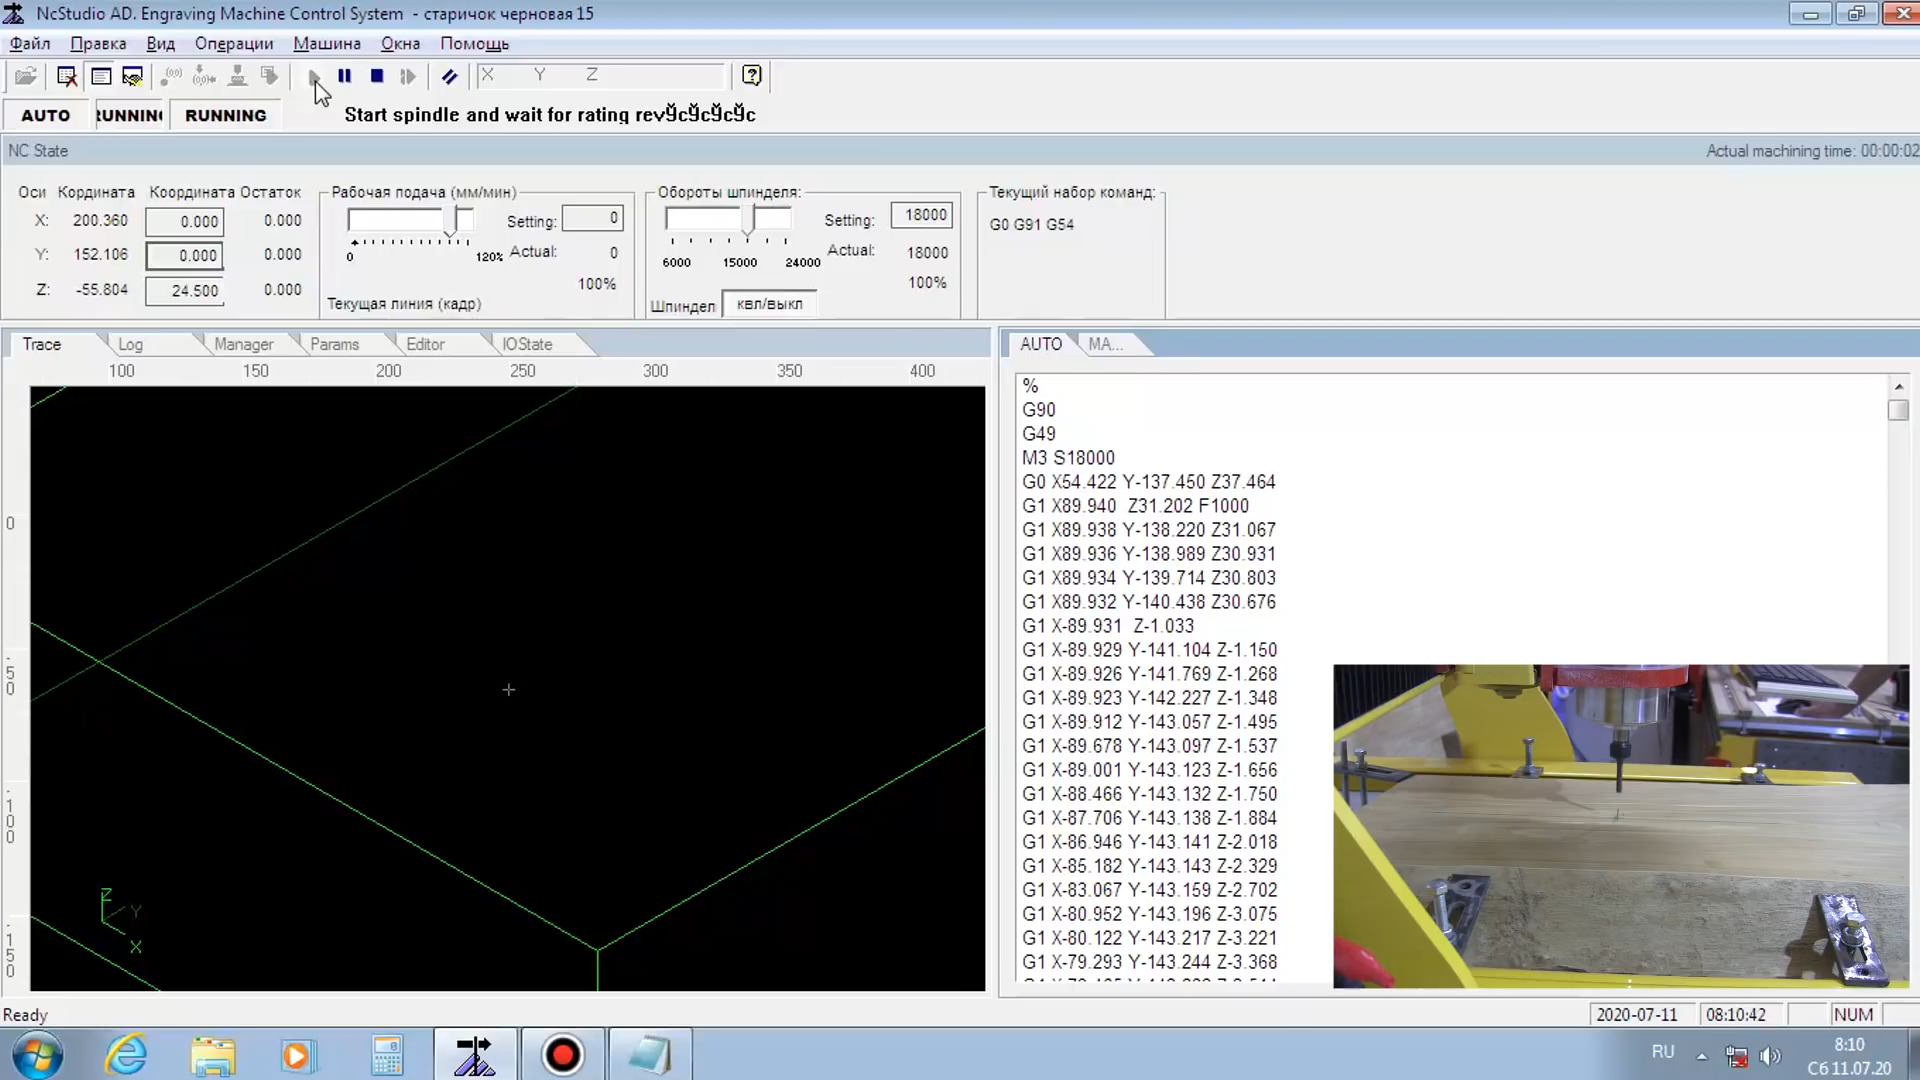 NcStudio AD. Engraving Machine Control System - старичок черновая 15
Файл Правка Вид Операции Машина Окна Помощь
X Y Z
AUTO RUNNING RUNNING Start spindle and wait for rating revЎсЎсЎсЎс
NC State Actual machining time: 00:00:02
Оси Кордината Координата Остаток Рабочая подача (мм/мин) Обороты шпинделя: Текущий набор команд:
X: 200.360 0.000 0.000 Setting: 0 Setting: 18000 G0 G91 G54
Y: 152.106 0.000 0.000 0 120% Actual: 0 6000 15000 24000 Actual: 18000
Z: -55.804 24.500 0.000 100% 100%
Текущая линия (кадр) Шпиндел квл/выкл
Trace Log Manager Params Editor IOState
100 150 200 250 300 350 400
0
-50
-100
-150
Z
Y
X
AUTO MA...
%
G90
G49
M3 S18000
G0 X54.422 Y-137.450 Z37.464
G1 X89.940 Z31.202 F1000
G1 X89.938 Y-138.220 Z31.067
G1 X89.936 Y-138.989 Z30.931
G1 X89.934 Y-139.714 Z30.803
G1 X89.932 Y-140.438 Z30.676
G1 X-89.931 Z-1.033
G1 X-89.929 Y-141.104 Z-1.150
G1 X-89.926 Y-141.769 Z-1.268
G1 X-89.923 Y-142.227 Z-1.348
G1 X-89.912 Y-143.057 Z-1.495
G1 X-89.678 Y-143.097 Z-1.537
G1 X-89.001 Y-143.123 Z-1.656
G1 X-88.466 Y-143.132 Z-1.750
G1 X-87.706 Y-143.138 Z-1.884
G1 X-86.946 Y-143.141 Z-2.018
G1 X-85.182 Y-143.143 Z-2.329
G1 X-83.067 Y-143.159 Z-2.702
G1 X-80.952 Y-143.196 Z-3.075
G1 X-80.122 Y-143.217 Z-3.221
G1 X-79.293 Y-143.244 Z-3.368
Ready 2020-07-11 08:10:42 NUM
RU 8:10
Сб 11.07.20